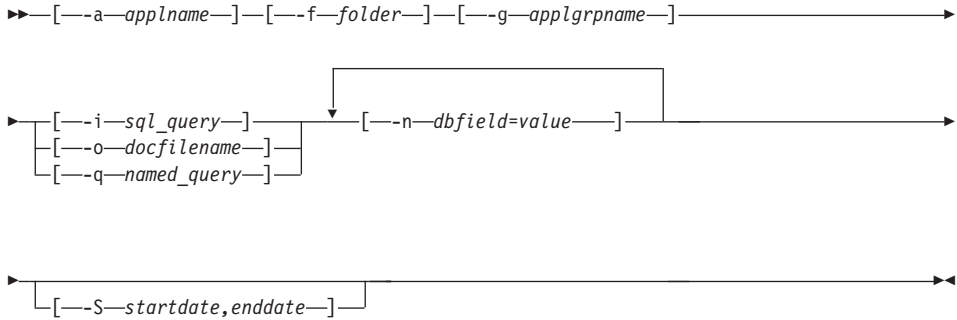 [ -a applname ] [ -f folder ] [ -g applgrpname ]
[ -i sql_query ] [ -n dbfield=value ]
[ -o docfilename ]
[ -q named_query ]
[ -S startdate,enddate ]